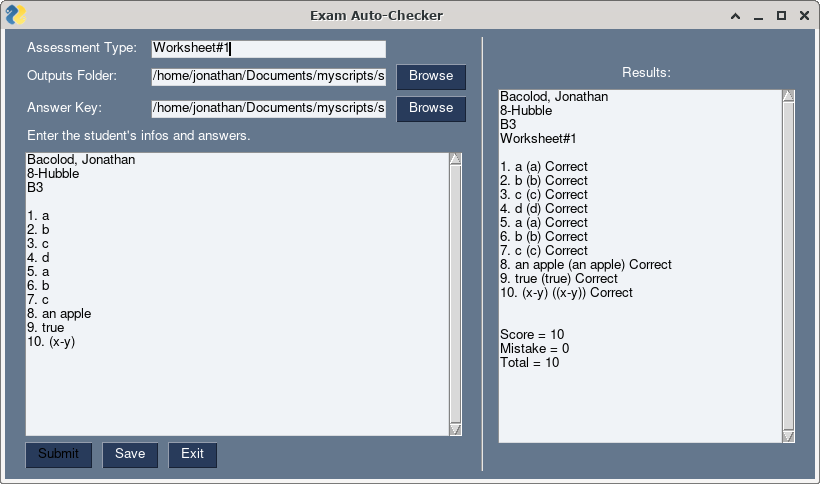 Exam Auto-Checker
Assessment Type: Worksheet#1
Outputs Folder: /home/jonathan/Documents/myscripts/s Browse
Answer Key: /home/jonathan/Documents/myscripts/s Browse
Enter the student's infos and answers.
Bacolod, Jonathan
8-Hubble
B3
1. a
2. b
3. c
4. d
5. a
6. b
7. c
8. an apple
9. true
10. (x-y)
Submit Save Exit
Results:
Bacolod, Jonathan
8-Hubble
B3
Worksheet#1
1. a (a) Correct
2. b (b) Correct
3. c (c) Correct
4. d (d) Correct
5. a (a) Correct
6. b (b) Correct
7. c (c) Correct
8. an apple (an apple) Correct
9. true (true) Correct
10. (x-y) ((x-y)) Correct
Score = 10
Mistake = 0
Total = 10